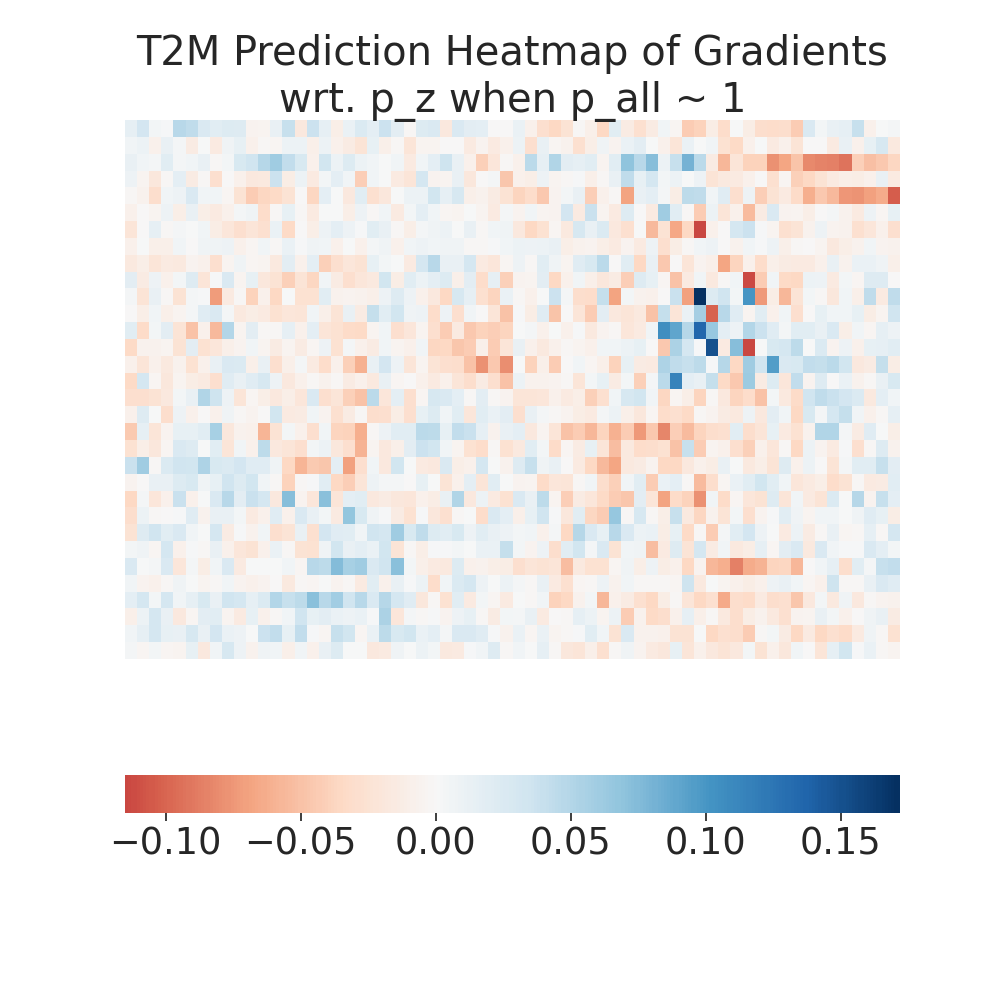 T2M Prediction Heatmap of Gradients
wrt. p_z when p_all ~ 1
−0.10 −0.05 0.00 0.05 0.10 0.15